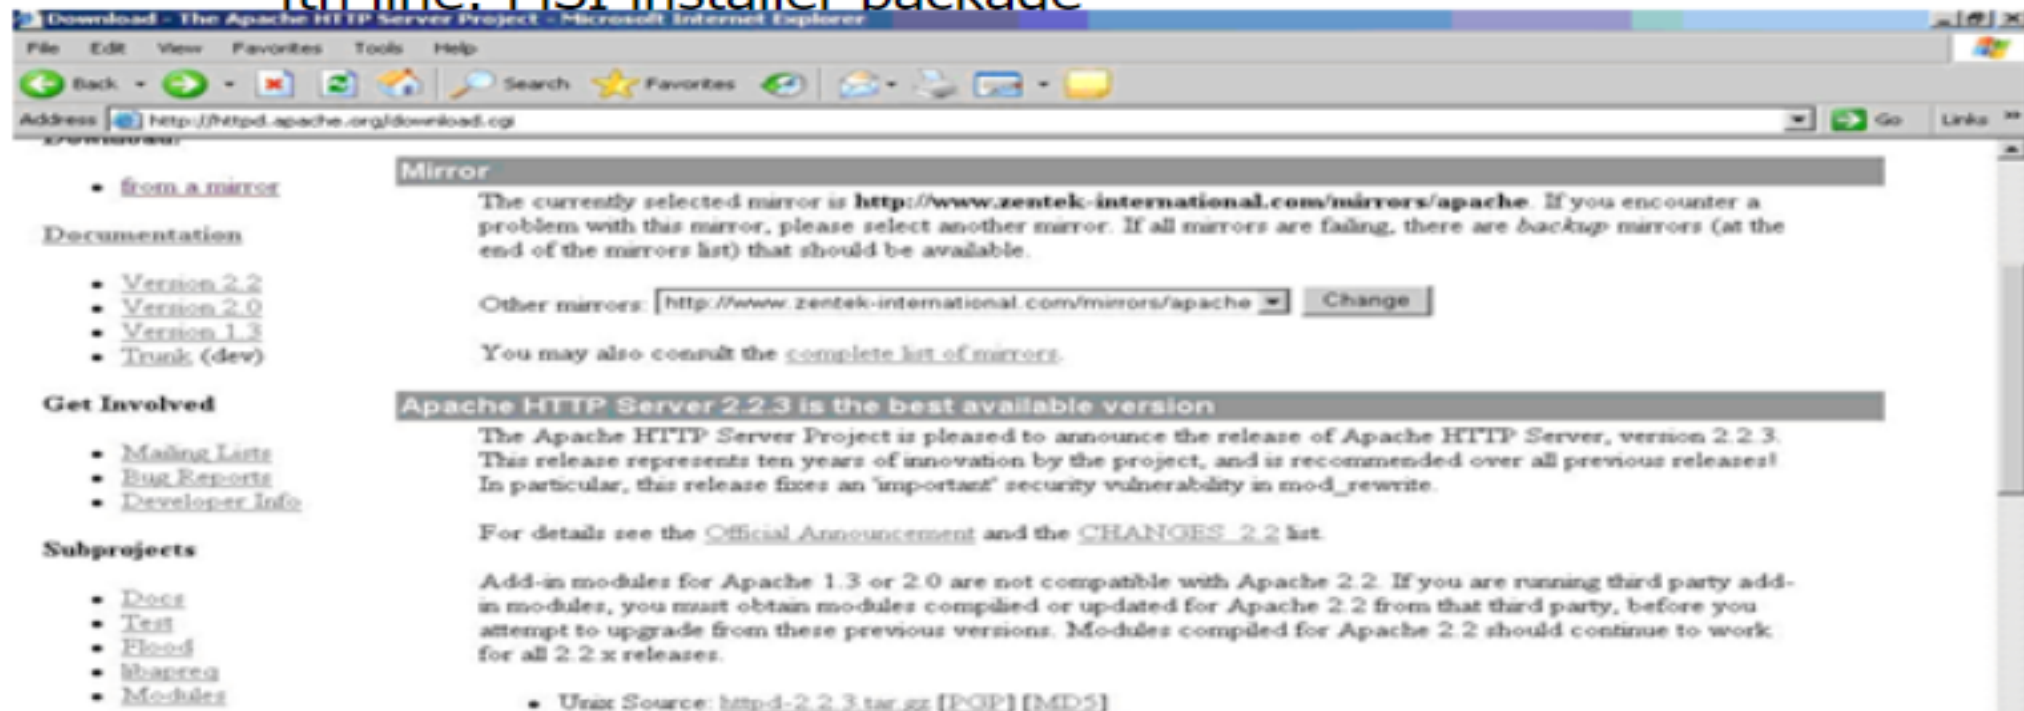 line: MSI installer package
Download - The Apache HTTP Server Project - Microsoft Internet Explorer
File Edit View Favorites Tools Help
Back Search Favorites
Address http://httpd.apache.org/download.cgi Go Links »
Download!
• from a mirror
Documentation
• Version 2.2
• Version 2.0
• Version 1.3
• Trunk (dev)
Get Involved
• Mailing Lists
• Bug Reports
• Developer Info
Subprojects
• Docs
• Test
• Flood
• libapreq
• Modules
Mirror
The currently selected mirror is http://www.zentek-international.com/mirrors/apache. If you encounter a
problem with this mirror, please select another mirror. If all mirrors are failing, there are backup mirrors (at the
end of the mirrors list) that should be available.
Other mirrors: http://www.zentek-international.com/mirrors/apache Change
You may also consult the complete list of mirrors.
Apache HTTP Server 2.2.3 is the best available version
The Apache HTTP Server Project is pleased to announce the release of Apache HTTP Server, version 2.2.3.
This release represents ten years of innovation by the project, and is recommended over all previous releases!
In particular, this release fixes an 'important' security vulnerability in mod_rewrite.
For details see the Official Announcement and the CHANGES_2.2 list.
Add-in modules for Apache 1.3 or 2.0 are not compatible with Apache 2.2. If you are running third party add-
in modules, you must obtain modules compilied or updated for Apache 2.2 from that third party, before you
attempt to upgrade from these previous versions. Modules compiled for Apache 2.2 should continue to work
for all 2.2.x releases.
• Unix Source: httpd-2.2.3.tar.gz [PGP] [MD5]